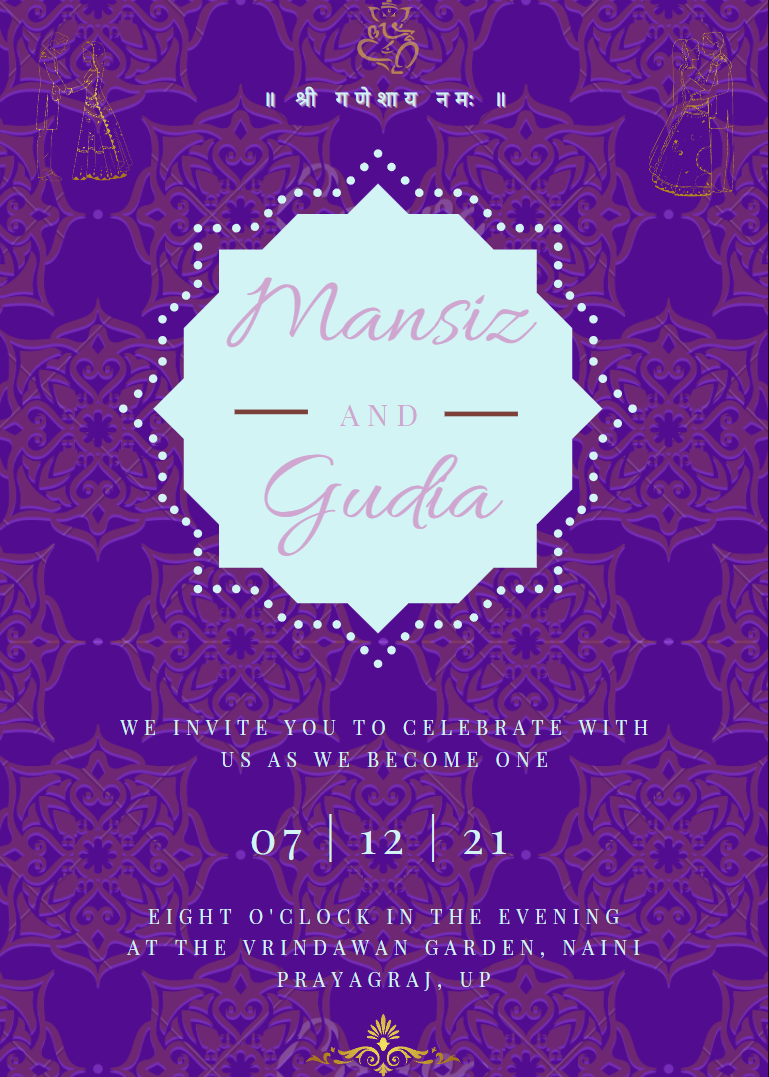 ॥ श्री गणेशाय नमः ॥
Mansiz
AND
Gudia
WE INVITE YOU TO CELEBRATE WITH
US AS WE BECOME ONE
07 | 12 | 21
EIGHT O'CLOCK IN THE EVENING
AT THE VRINDAWAN GARDEN, NAINI
PRAYAGRAJ, UP